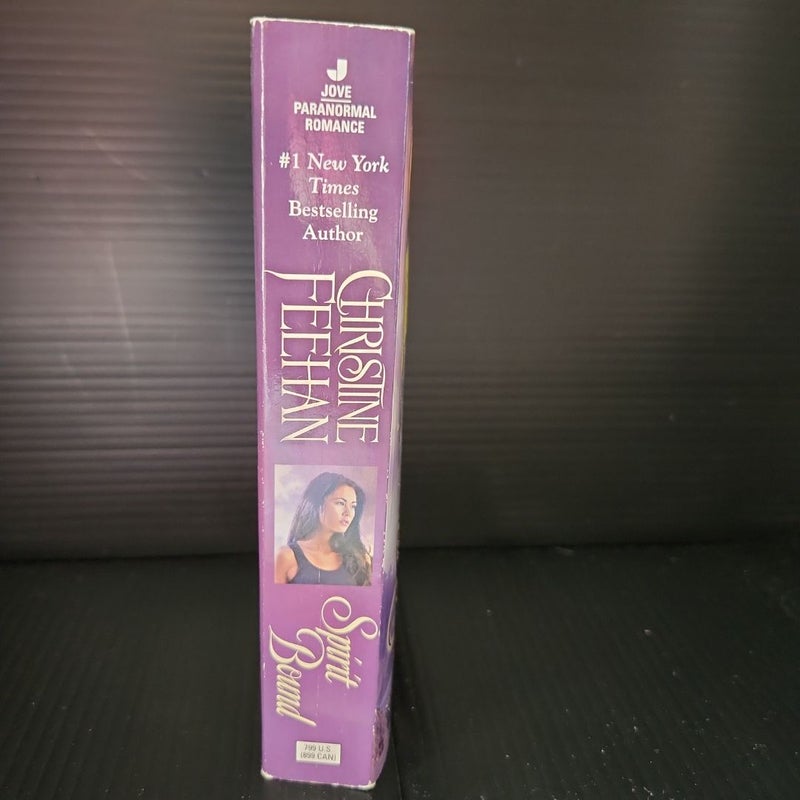 J
JOVE
PARANORMAL
ROMANCE
#1 New York
Times
Bestselling
Author
CHRISTINE
FEEHAN
Spirit
Bound
799 U.S.
(899 CAN)